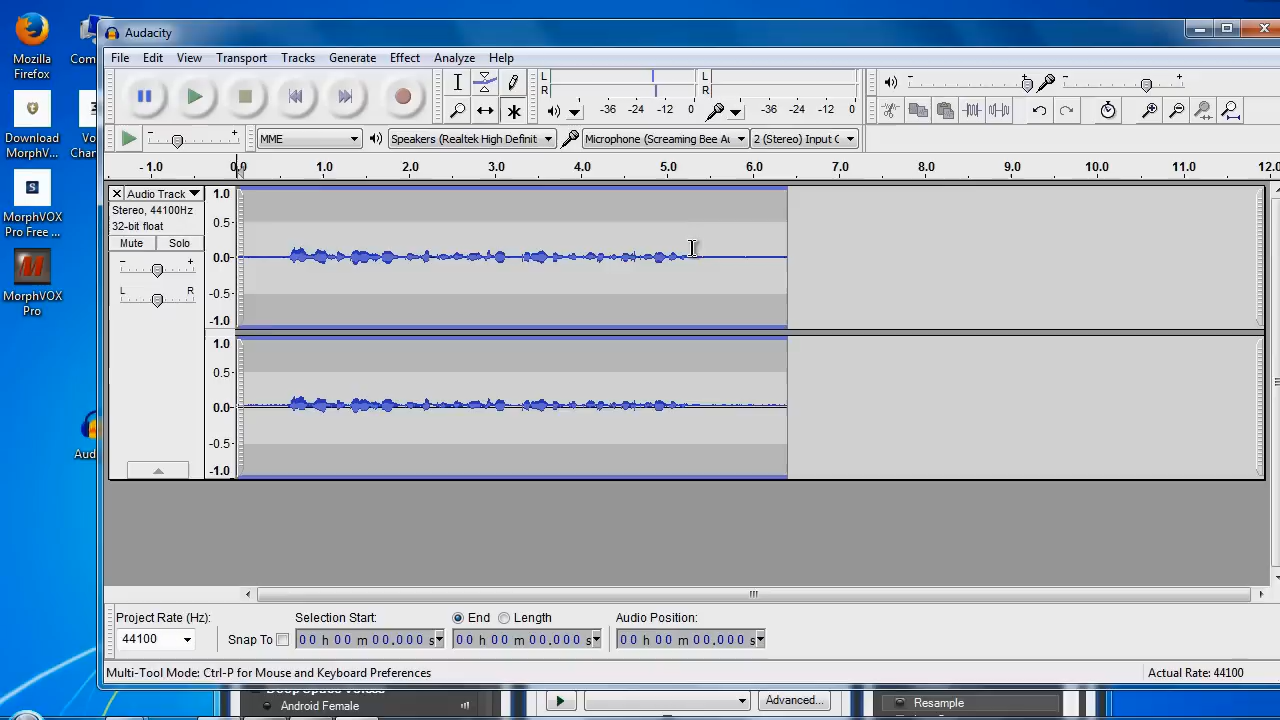 Mozilla
Firefox
Com
Download
MorphV...
Vo
Chan
MorphVOX
Pro Free ...
MorphVOX
Pro
Aud
Audacity
File Edit View Transport Tracks Generate Effect Analyze Help
L
R
-36 -24 -12 0
L
R
-36 -24 -12 0
MME
Speakers (Realtek High Definit
Microphone (Screaming Bee Au
2 (Stereo) Input C
- 1.0 0.0 1.0 2.0 3.0 4.0 5.0 6.0 7.0 8.0 9.0 10.0 11.0 12.0
Audio Track
Stereo, 44100Hz
32-bit float
Mute Solo
- +
L R
1.0
0.5
0.0
-0.5
-1.0
1.0
0.5
0.0
-0.5
-1.0
Project Rate (Hz):
44100
Snap To
Selection Start:
00 h 00 m 00.000 s
End Length
00 h 00 m 00.000 s
Audio Position:
00 h 00 m 00.000 s
Multi-Tool Mode: Ctrl-P for Mouse and Keyboard Preferences
Actual Rate: 44100
Android Female
Advanced...
Resample